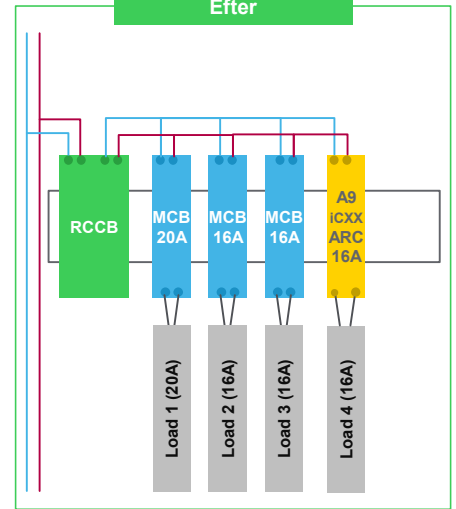 Efter
RCCB
MCB
20A
MCB
16A
MCB
16A
A9
iCXX
ARC
16A
Load 1 (20A)
Load 2 (16A)
Load 3 (16A)
Load 4 (16A)